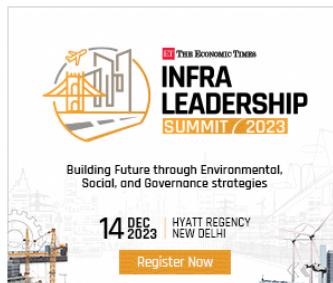 ET THE ECONOMIC TIMES
INFRA
LEADERSHIP
SUMMIT 2023
Building Future through Environmental,
Social, and Governance strategies
14 DEC 2023 HYATT REGENCY NEW DELHI
Register Now